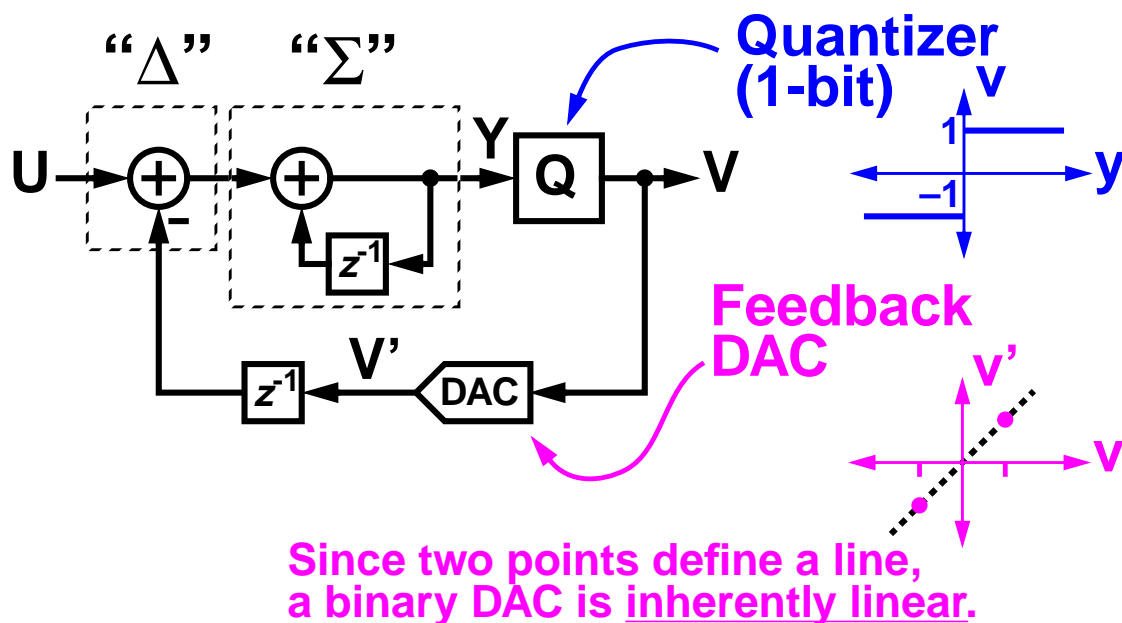 “Δ”
“Σ”
Quantizer
(1-bit)
v
1
y
–1
U
+
–
+
Y
Q
V
z-1
Feedback
DAC
V’
z-1
DAC
v’
v
Since two points define a line,
a binary DAC is inherently linear.